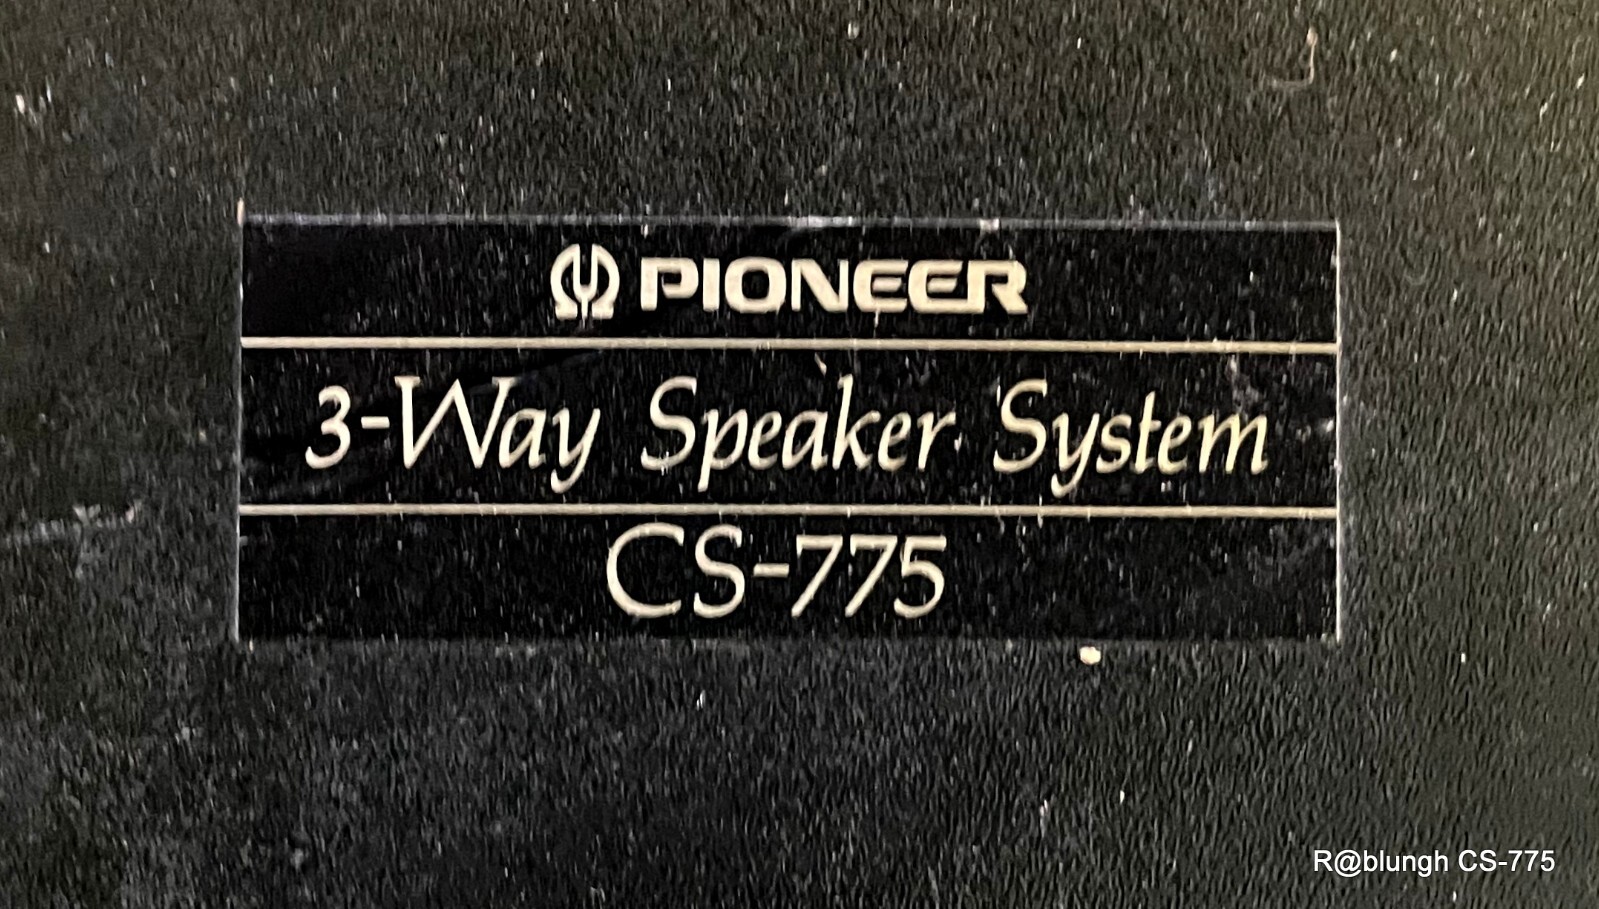 PIONEER
3-Way Speaker System
CS-775
R@blungh CS-775